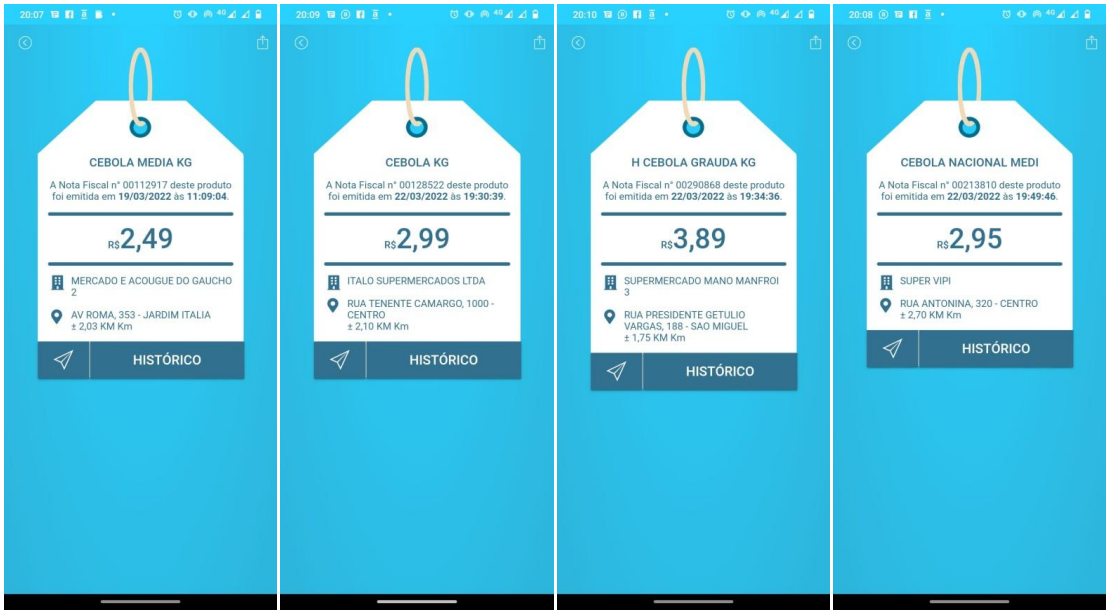 20:07
4G
CEBOLA MEDIA KG
A Nota Fiscal n° 00112917 deste produto
foi emitida em 19/03/2022 às 11:09:04.
R$2,49
MERCADO E ACOUGUE DO GAUCHO
2
AV ROMA, 353 - JARDIM ITALIA
± 2,03 KM Km
HISTÓRICO
20:09
4G
CEBOLA KG
A Nota Fiscal n° 00128522 deste produto
foi emitida em 22/03/2022 às 19:30:39.
R$2,99
ITALO SUPERMERCADOS LTDA
RUA TENENTE CAMARGO, 1000 -
CENTRO
± 2,10 KM Km
HISTÓRICO
20:10
4G
H CEBOLA GRAUDA KG
A Nota Fiscal n° 00290868 deste produto
foi emitida em 22/03/2022 às 19:34:36.
R$3,89
SUPERMERCADO MANO MANFROI
3
RUA PRESIDENTE GETULIO
VARGAS, 188 - SAO MIGUEL
± 1,75 KM Km
HISTÓRICO
20:08
4G
CEBOLA NACIONAL MEDI
A Nota Fiscal n° 00213810 deste produto
foi emitida em 22/03/2022 às 19:49:46.
R$2,95
SUPER VIPI
RUA ANTONINA, 320 - CENTRO
± 2,70 KM Km
HISTÓRICO